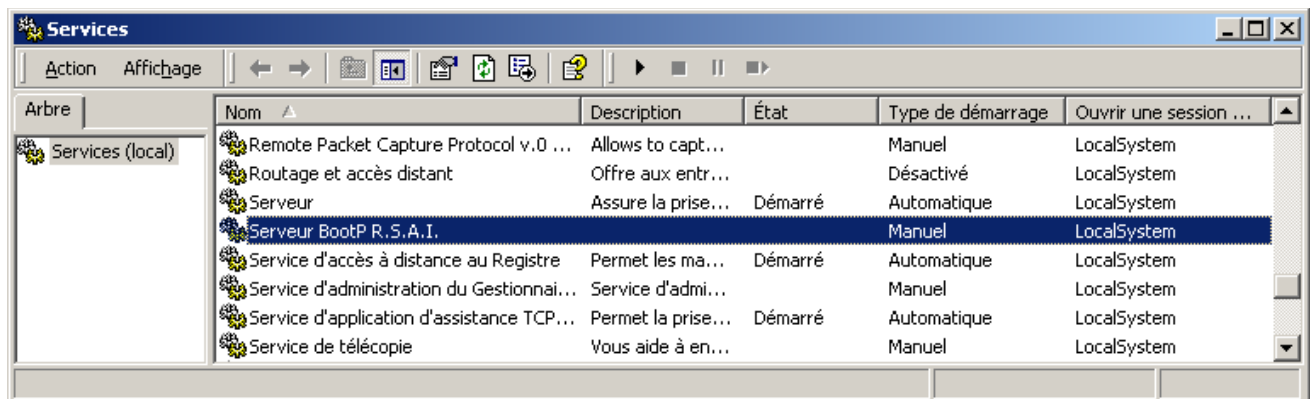 Services
Action Affichage
Arbre
Services (local)
Nom Description État Type de démarrage Ouvrir une session ...
Remote Packet Capture Protocol v.0 ... Allows to capt... Manuel LocalSystem
Routage et accès distant Offre aux entr... Désactivé LocalSystem
Serveur Assure la prise... Démarré Automatique LocalSystem
Serveur BootP R.S.A.I. Manuel LocalSystem
Service d'accès à distance au Registre Permet les ma... Démarré Automatique LocalSystem
Service d'administration du Gestionnai... Service d'admi... Manuel LocalSystem
Service d'application d'assistance TCP... Permet la prise... Démarré Automatique LocalSystem
Service de télécopie Vous aide à en... Manuel LocalSystem